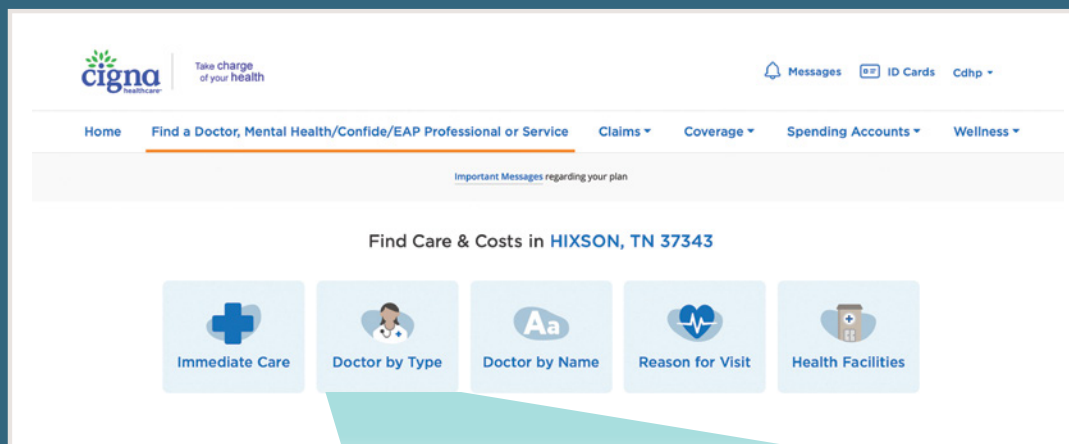 cigna
healthcare
Take charge
of your health
Messages
ID Cards
Cdhp
Home
Find a Doctor, Mental Health/Confide/EAP Professional or Service
Claims
Coverage
Spending Accounts
Wellness
Important Messages regarding your plan
Find Care & Costs in HIXSON, TN 37343
Aa
Immediate Care
Doctor by Type
Doctor by Name
Reason for Visit
Health Facilities